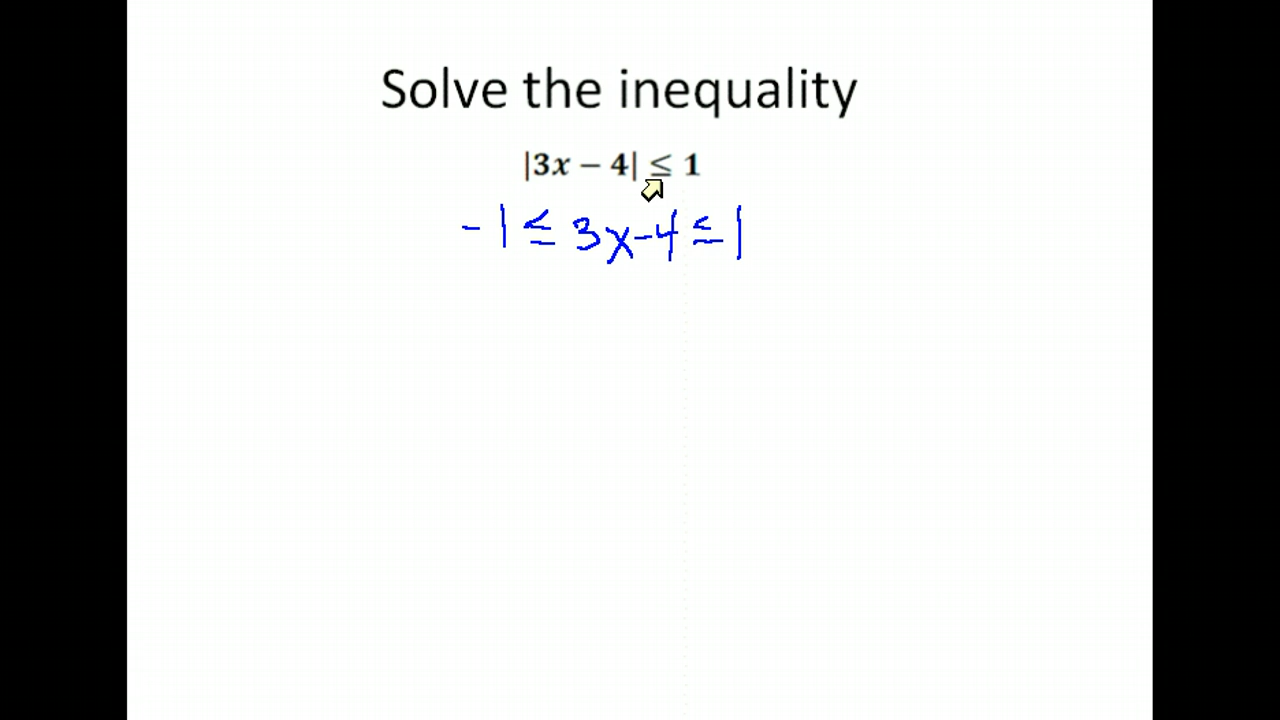 Solve the inequality
|3x − 4| ≤ 1
-1 ≤ 3x-4 ≤ 1